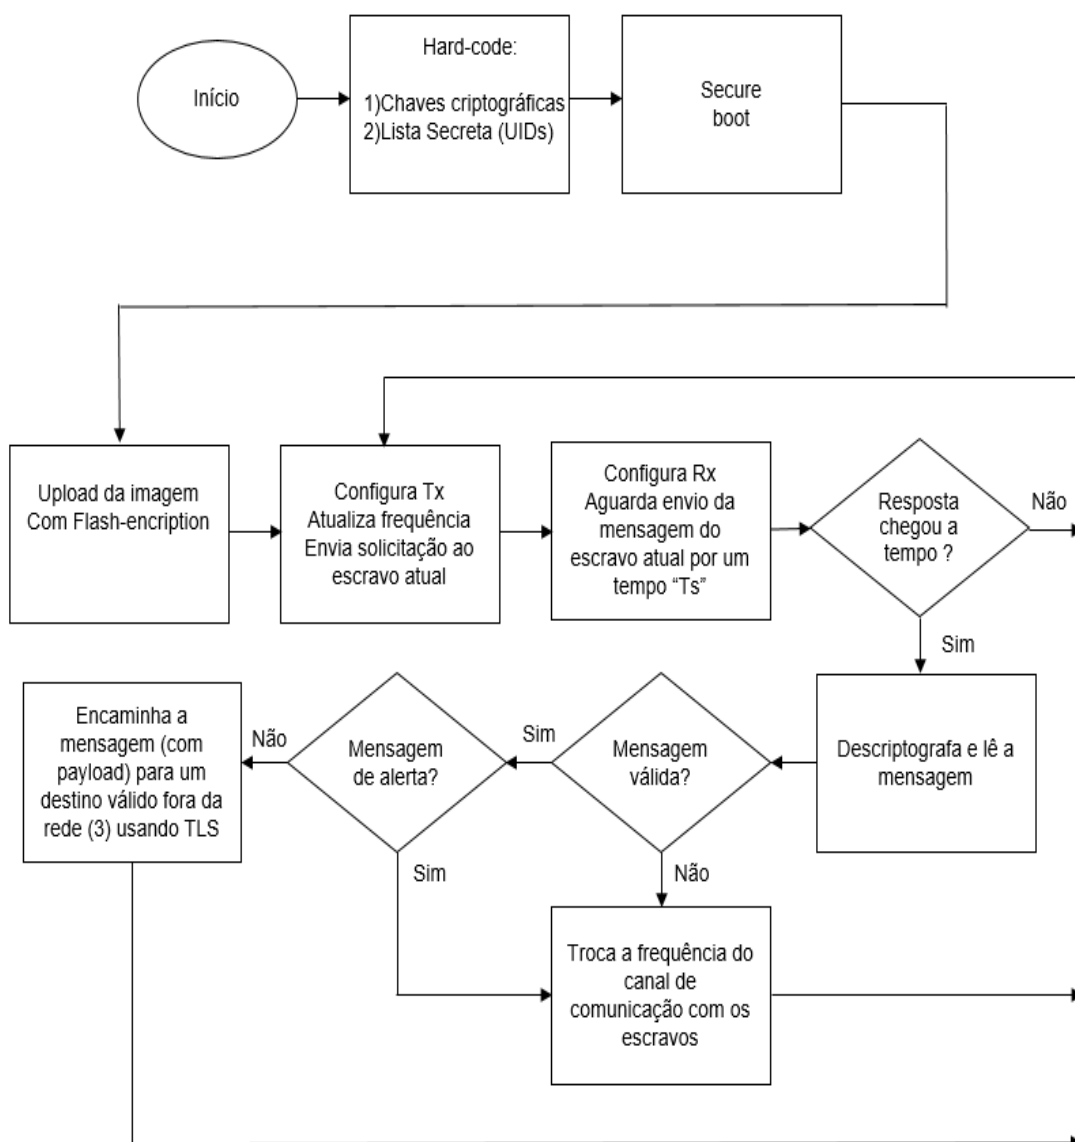 Início
Hard-code:
1)Chaves criptográficas
2)Lista Secreta (UIDs)
Secure
boot
Upload da imagem
Com Flash-encription
Configura Tx
Atualiza frequência
Envia solicitação ao
escravo atual
Configura Rx
Aguarda envio da
mensagem do
escravo atual por um
tempo “Ts”
Resposta
chegou a
tempo ?
Não
Sim
Descriptografa e lê a
mensagem
Mensagem
válida?
Sim
Não
Mensagem
de alerta?
Não
Sim
Encaminha a
mensagem (com
payload) para um
destino válido fora da
rede (3) usando TLS
Troca a frequência do
canal de
comunicação com os
escravos